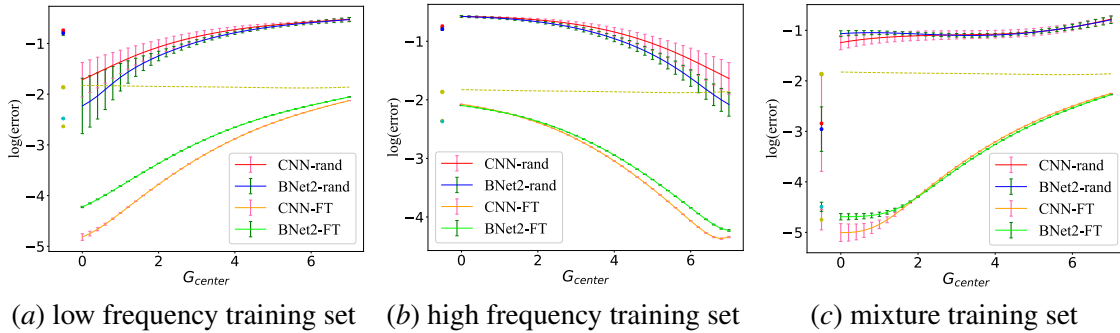 log(error)
−1
−2
−3
−4
−5
0
2
4
6
G_center
CNN-rand
BNet2-rand
CNN-FT
BNet2-FT
(a) low frequency training set
log(error)
−1
−2
−3
−4
0
2
4
6
G_center
CNN-rand
BNet2-rand
CNN-FT
BNet2-FT
(b) high frequency training set
log(error)
0
−1
−2
−3
−4
−5
0
2
4
6
G_center
CNN-rand
BNet2-rand
CNN-FT
BNet2-FT
(c) mixture training set